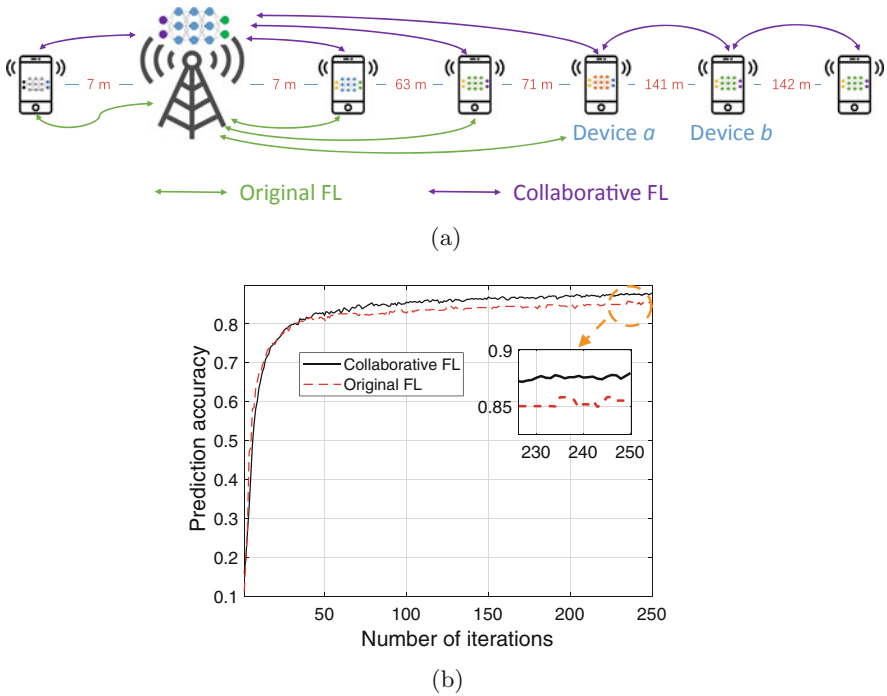 7 m
7 m
63 m
71 m
141 m
142 m
Device a
Device b
Original FL
Collaborative FL
(a)
Prediction accuracy
0.8
0.7
0.6
0.5
0.4
0.3
0.2
0.1
Collaborative FL
Original FL
0.9
0.85
230
240
250
50
100
150
200
250
Number of iterations
(b)